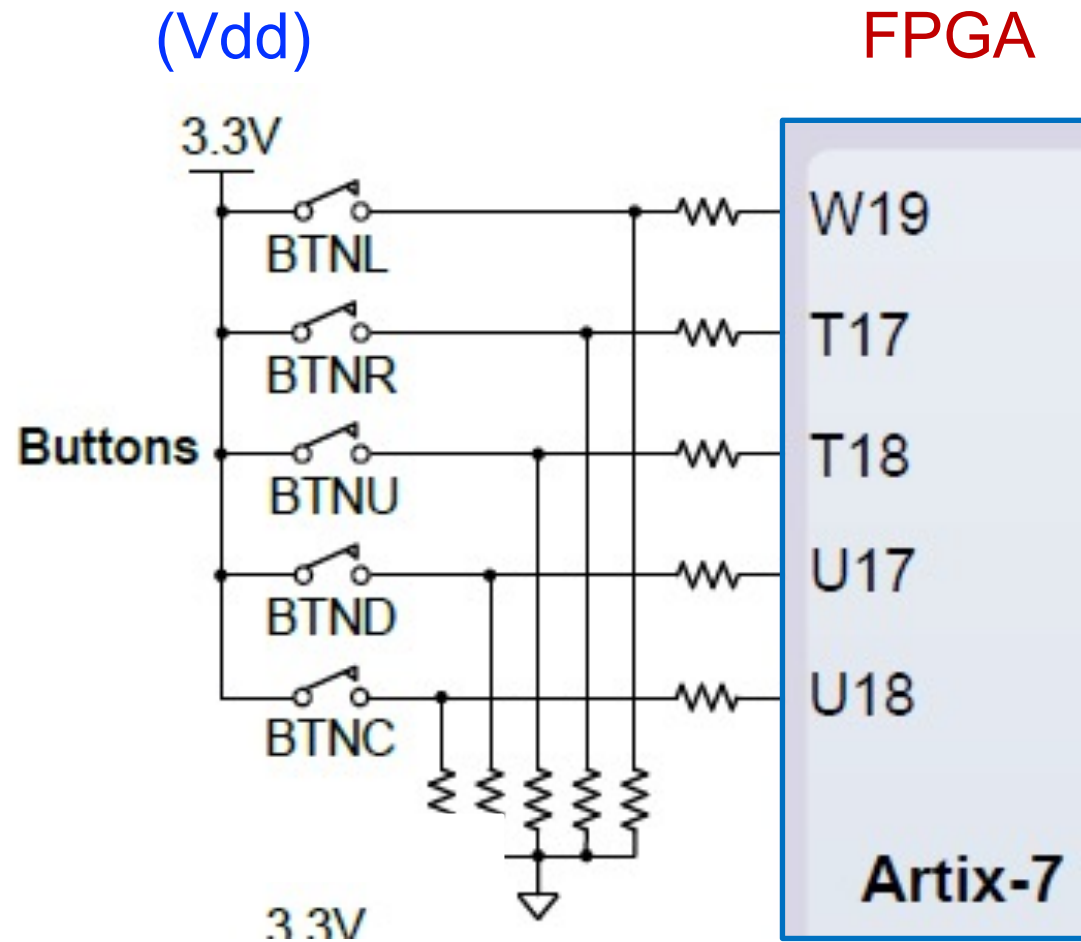 (Vdd)
FPGA
3.3V
BTNL
W19
BTNR
T17
Buttons
BTNU
T18
BTND
U17
BTNC
U18
Artix-7
3.3V